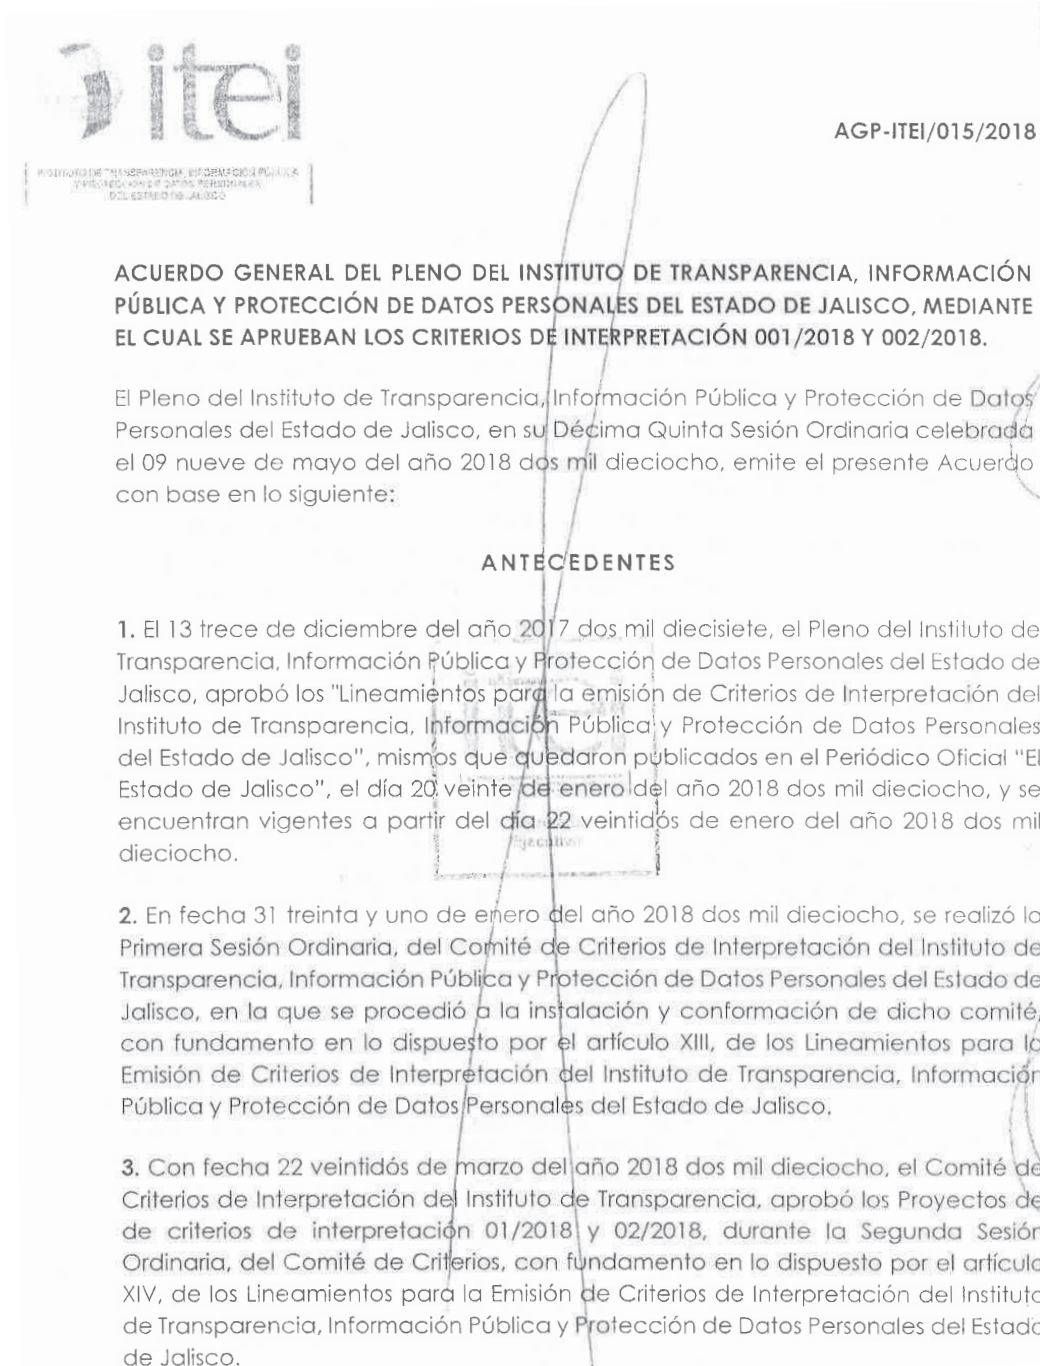 itei
INSTITUTO DE TRANSPARENCIA, INFORMACIÓN PÚBLICA
Y PROTECCIÓN DE DATOS PERSONALES
DEL ESTADO DE JALISCO
AGP-ITEI/015/2018
ACUERDO GENERAL DEL PLENO DEL INSTITUTO DE TRANSPARENCIA, INFORMACIÓN
PÚBLICA Y PROTECCIÓN DE DATOS PERSONALES DEL ESTADO DE JALISCO, MEDIANTE
EL CUAL SE APRUEBAN LOS CRITERIOS DE INTERPRETACIÓN 001/2018 Y 002/2018.
El Pleno del Instituto de Transparencia, Información Pública y Protección de Datos
Personales del Estado de Jalisco, en su Décima Quinta Sesión Ordinaria celebrada
el 09 nueve de mayo del año 2018 dos mil dieciocho, emite el presente Acuerdo
con base en lo siguiente:
ANTECEDENTES
1. El 13 trece de diciembre del año 2017 dos mil diecisiete, el Pleno del Instituto de
Transparencia, Información Pública y Protección de Datos Personales del Estado de
Jalisco, aprobó los "Lineamientos para la emisión de Criterios de Interpretación del
Instituto de Transparencia, Información Pública y Protección de Datos Personales
del Estado de Jalisco", mismos que quedaron publicados en el Periódico Oficial "El
Estado de Jalisco", el día 20 veinte de enero del año 2018 dos mil dieciocho, y se
encuentran vigentes a partir del día 22 veintidós de enero del año 2018 dos mil
dieciocho.
Ejecutiva
2. En fecha 31 treinta y uno de enero del año 2018 dos mil dieciocho, se realizó la
Primera Sesión Ordinaria, del Comité de Criterios de Interpretación del Instituto de
Transparencia, Información Pública y Protección de Datos Personales del Estado de
Jalisco, en la que se procedió a la instalación y conformación de dicho comité,
con fundamento en lo dispuesto por el artículo XIII, de los Lineamientos para la
Emisión de Criterios de Interpretación del Instituto de Transparencia, Información
Pública y Protección de Datos Personales del Estado de Jalisco.
3. Con fecha 22 veintidós de marzo del año 2018 dos mil dieciocho, el Comité de
Criterios de Interpretación del Instituto de Transparencia, aprobó los Proyectos de
de criterios de interpretación 01/2018 y 02/2018, durante la Segunda Sesión
Ordinaria, del Comité de Criterios, con fundamento en lo dispuesto por el artículo
XIV, de los Lineamientos para la Emisión de Criterios de Interpretación del Instituto
de Transparencia, Información Pública y Protección de Datos Personales del Estado
de Jalisco.